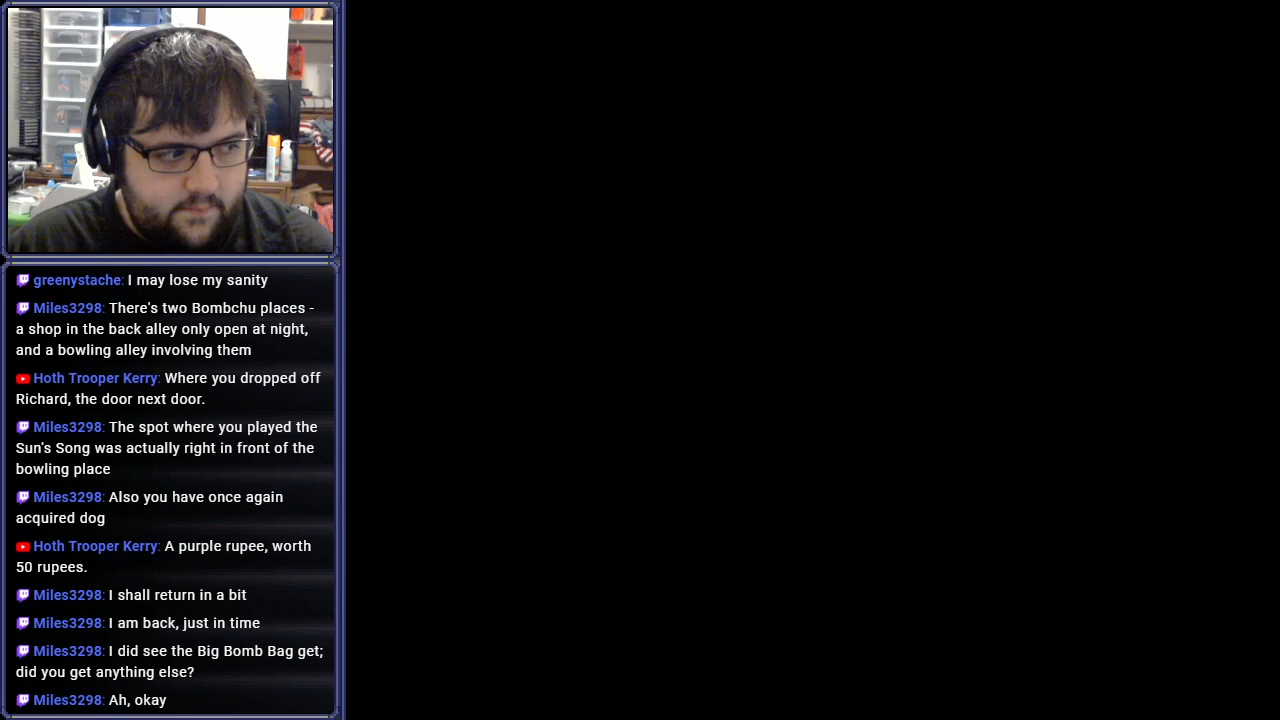 greenystache: I may lose my sanity
Miles3298: There's two Bombchu places -
a shop in the back alley only open at night,
and a bowling alley involving them
Hoth Trooper Kerry: Where you dropped off
Richard, the door next door.
Miles3298: The spot where you played the
Sun's Song was actually right in front of the
bowling place
Miles3298: Also you have once again
acquired dog
Hoth Trooper Kerry: A purple rupee, worth
50 rupees.
Miles3298: I shall return in a bit
Miles3298: I am back, just in time
Miles3298: I did see the Big Bomb Bag get;
did you get anything else?
Miles3298: Ah, okay